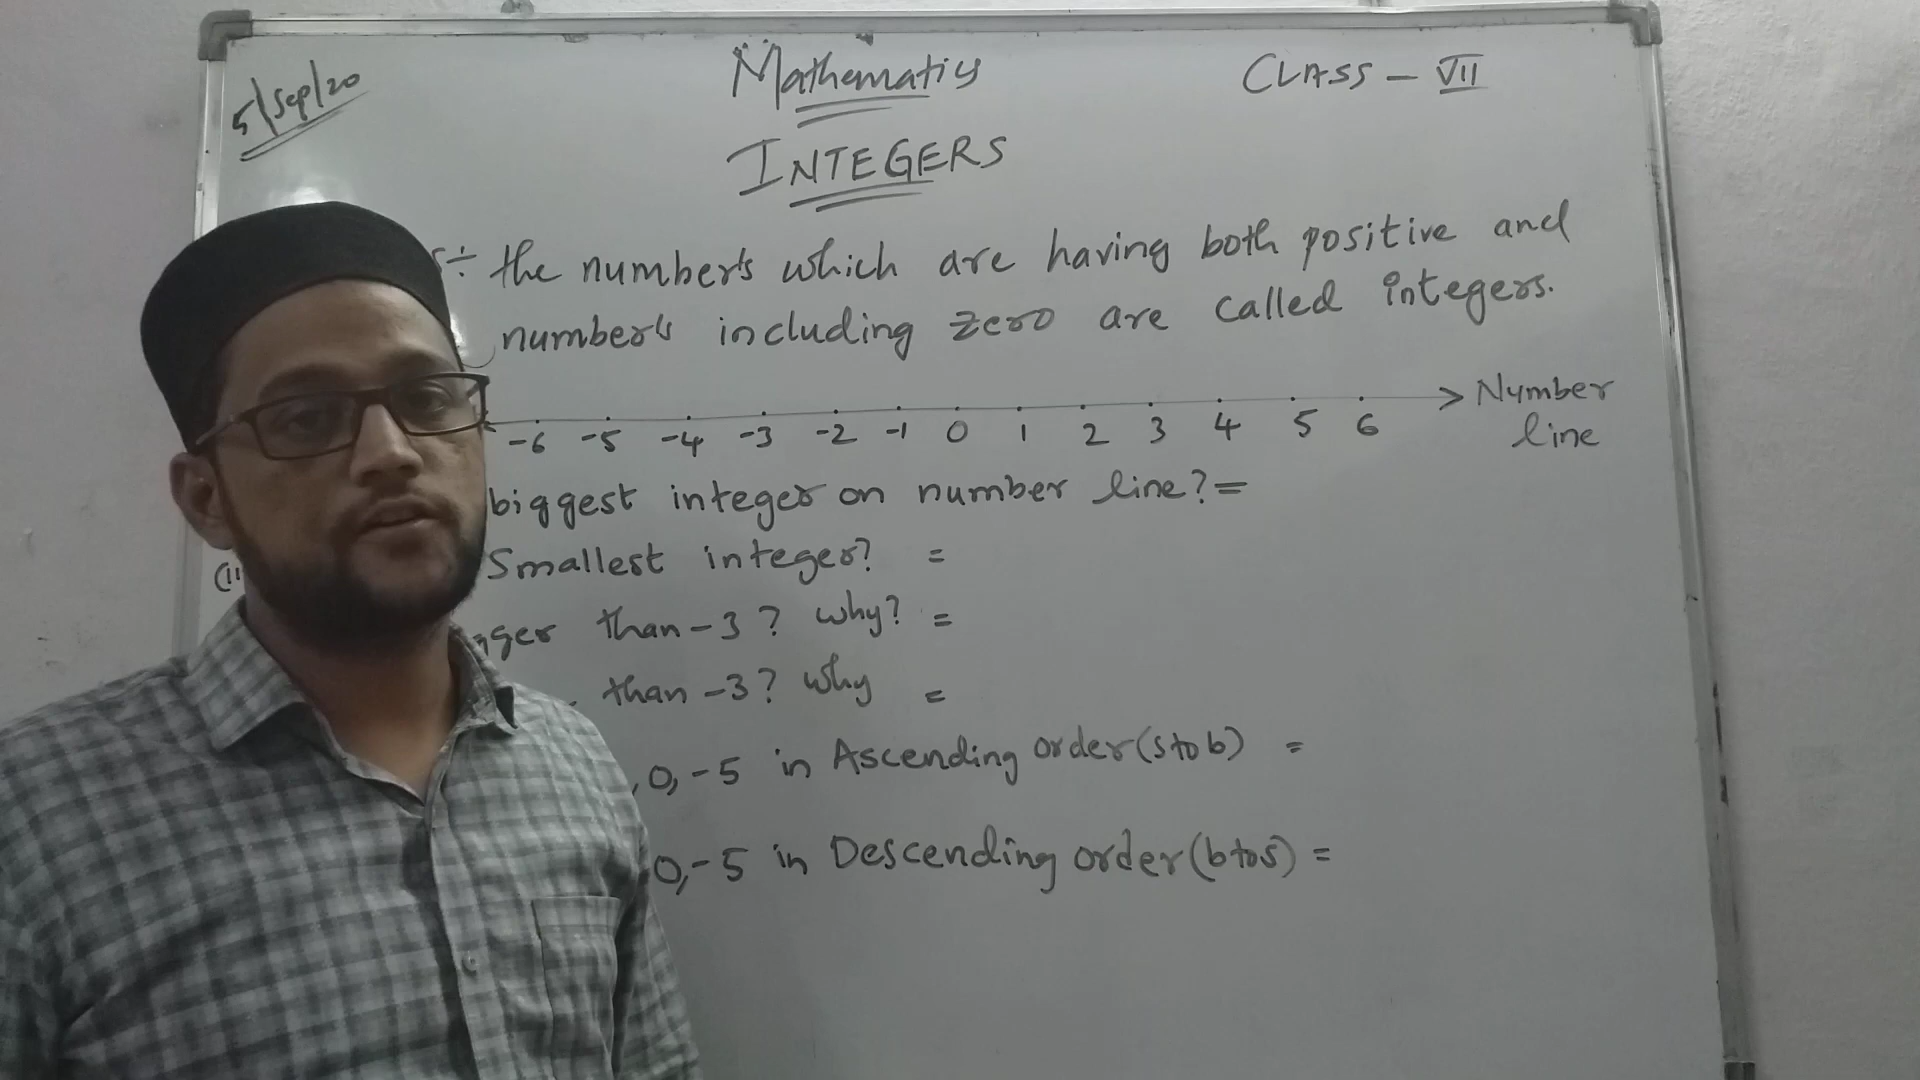 5/Sep/20
Mathematics
CLASS - VII
INTEGERS
÷ the numbers which are having both positive and
numbers including zero are called integers.
-6 -5 -4 -3 -2 -1 0 1 2 3 4 5 6
Number
line
biggest integer on number line? =
Smallest integer? =
than -3? why? =
than -3? why =
0, -5 in Ascending order (s to b) =
0, -5 in Descending order (b to s) =